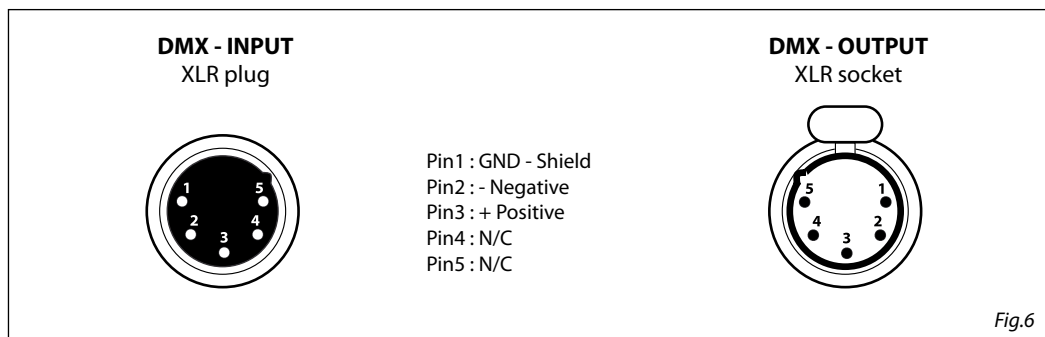 DMX - INPUT
XLR plug
1
5
2
4
3
Pin1 : GND - Shield
Pin2 : - Negative
Pin3 : + Positive
Pin4 : N/C
Pin5 : N/C
DMX - OUTPUT
XLR socket
5
1
4
2
3
Fig.6